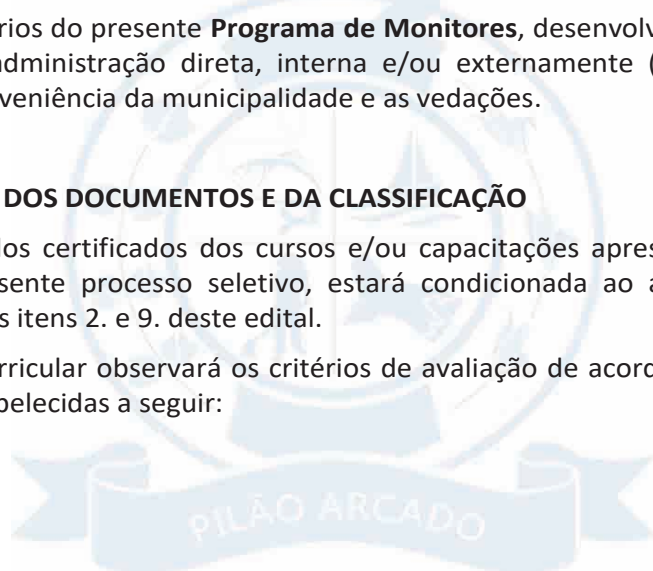 rios do presente Programa de Monitores, desenvolv
administração direta, interna e/ou externamente (
veniência da municipalidade e as vedações.
DOS DOCUMENTOS E DA CLASSIFICAÇÃO
dos certificados dos cursos e/ou capacitações apres
sente processo seletivo, estará condicionada ao a
s itens 2. e 9. deste edital.
rricular observará os critérios de avaliação de acord
belecidas a seguir:
PILÃO ARCADO